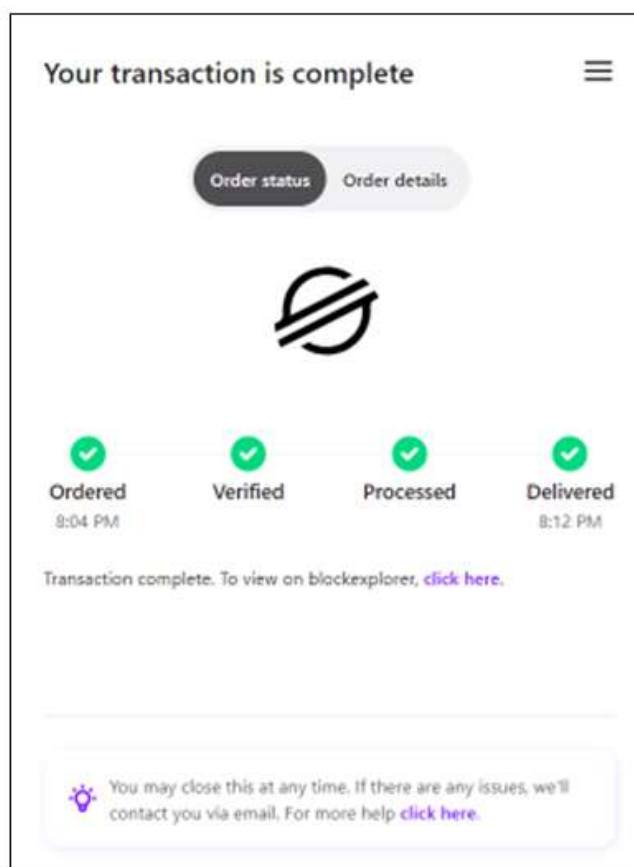 Your transaction is complete
Order status Order details
Ordered Verified Processed Delivered
8:04 PM 8:12 PM
Transaction complete. To view on blockexplorer, click here.
You may close this at any time. If there are any issues, we'll
contact you via email. For more help click here.